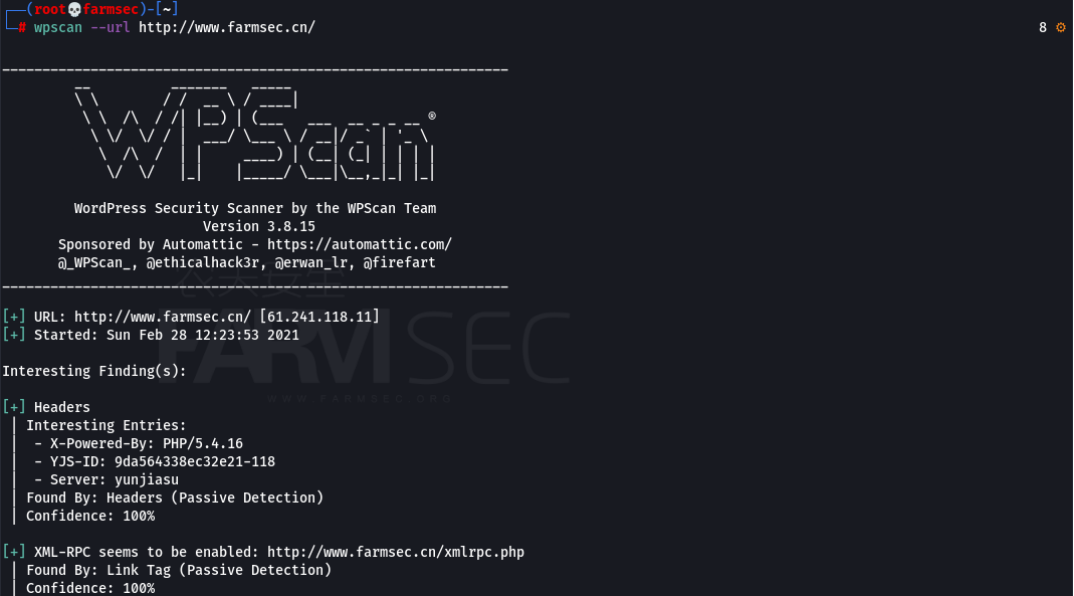 (root💀farmsec)-[~]
# wpscan --url http://www.farmsec.cn/
8
WPScan ®
WordPress Security Scanner by the WPScan Team
Version 3.8.15
Sponsored by Automattic - https://automattic.com/
@_WPScan_, @ethicalhack3r, @erwan_lr, @firefart
[+] URL: http://www.farmsec.cn/ [61.241.118.11]
[+] Started: Sun Feb 28 12:23:53 2021
FARMSEC
WWW.FARMSEC.ORG
Interesting Finding(s):
[+] Headers
| Interesting Entries:
|  - X-Powered-By: PHP/5.4.16
|  - YJS-ID: 9da564338ec32e21-118
|  - Server: yunjiasu
| Found By: Headers (Passive Detection)
| Confidence: 100%
[+] XML-RPC seems to be enabled: http://www.farmsec.cn/xmlrpc.php
| Found By: Link Tag (Passive Detection)
| Confidence: 100%